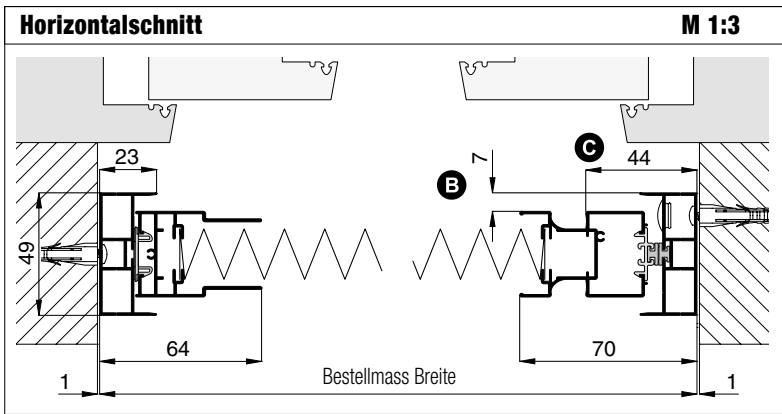 Horizontalschnitt M 1:3
23 7 C 44
B
49
64 70
1 Bestellmass Breite 1